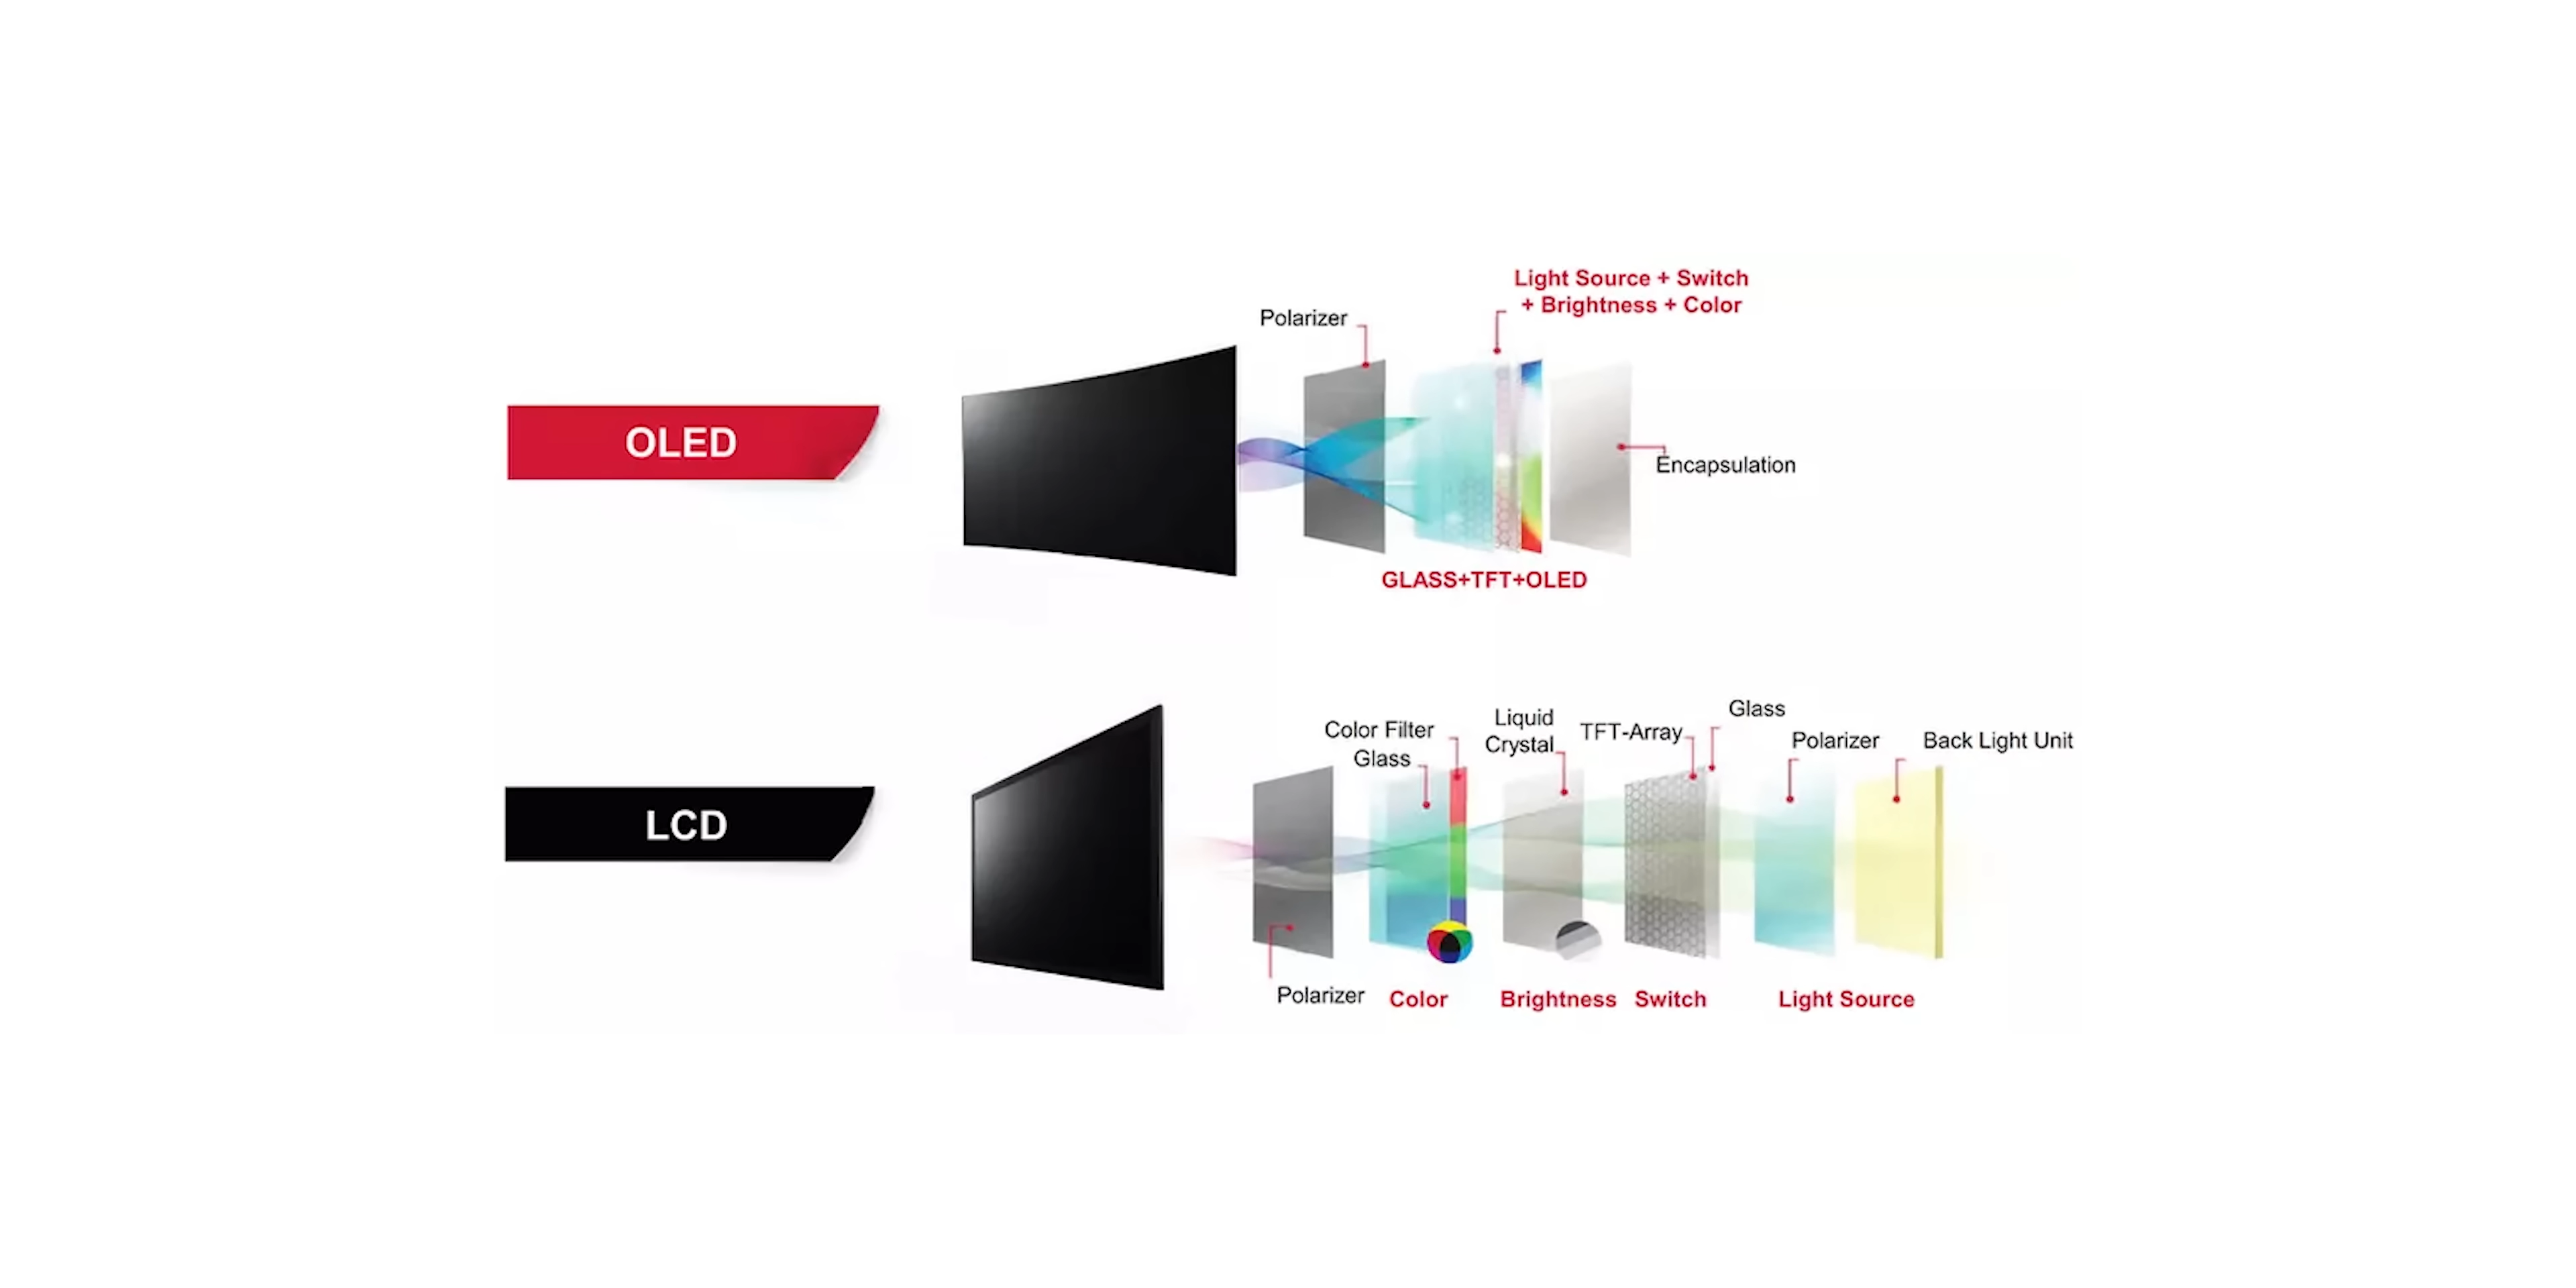 OLED
Polarizer
Light Source + Switch
+ Brightness + Color
Encapsulation
GLASS+TFT+OLED
LCD
Color Filter
Glass
Liquid
Crystal
TFT-Array
Glass
Polarizer
Back Light Unit
Polarizer
Color
Brightness
Switch
Light Source